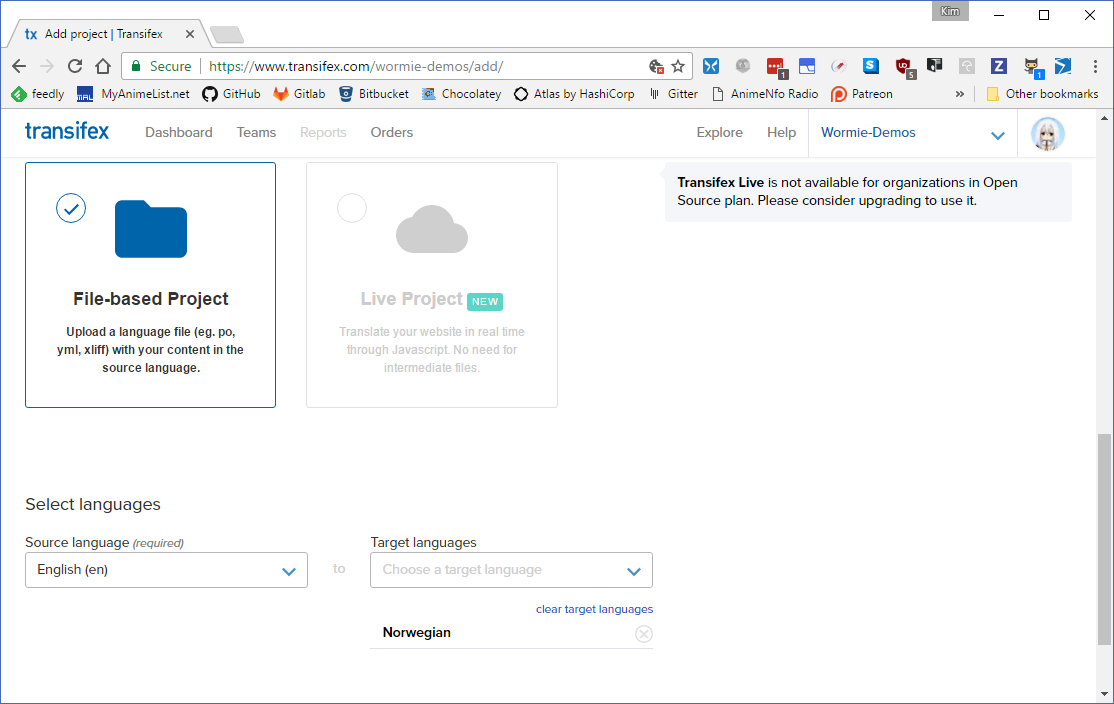 Kim
tx Add project | Transifex
Secure https://www.transifex.com/wormie-demos/add/
feedly MyAnimeList.net GitHub Gitlab Bitbucket Chocolatey Atlas by HashiCorp Gitter AnimeNfo Radio Patreon » Other bookmarks
transifex Dashboard Teams Reports Orders Explore Help Wormie-Demos
Transifex Live is not available for organizations in Open
Source plan. Please consider upgrading to use it.
File-based Project
Upload a language file (eg. po,
yml, xliff) with your content in the
source language.
Live Project NEW
Translate your website in real time
through Javascript. No need for
intermediate files.
Select languages
Source language (required)
English (en)
to
Target languages
Choose a target language
clear target languages
Norwegian